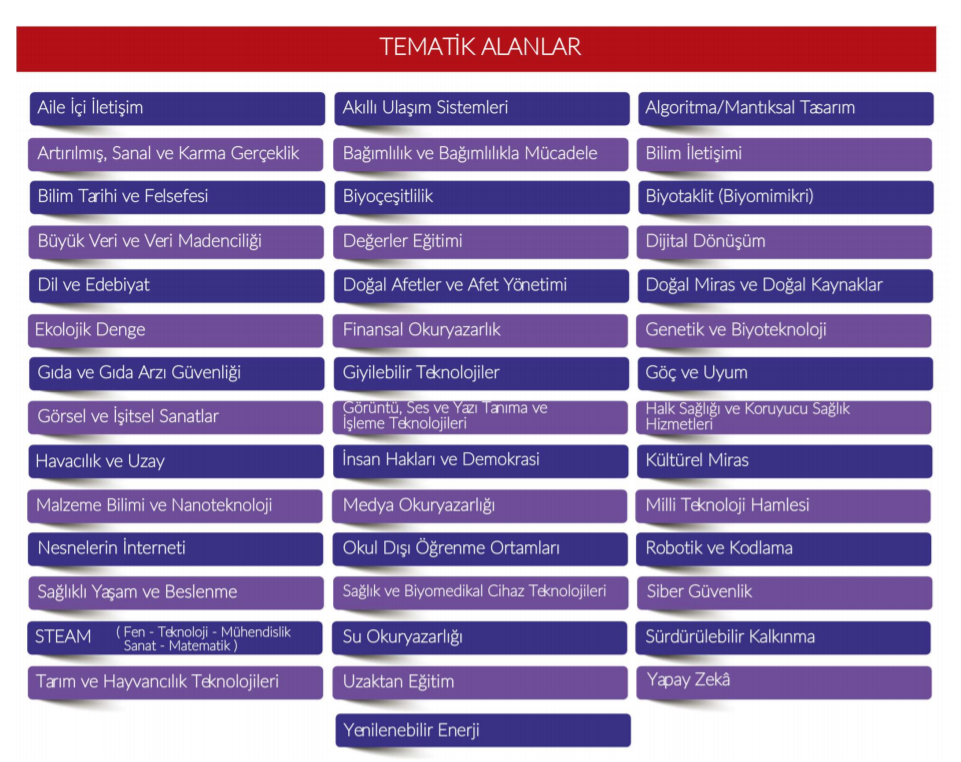 TEMATİK ALANLAR
Aile İçi İletişim
Akıllı Ulaşım Sistemleri
Algoritma/Mantıksal Tasarım
Artırılmış, Sanal ve Karma Gerçeklik
Bağımlılık ve Bağımlılıkla Mücadele
Bilim İletişimi
Bilim Tarihi ve Felsefesi
Biyoçeşitlilik
Biyotaklit (Biyomimikri)
Büyük Veri ve Veri Madenciliği
Değerler Eğitimi
Dijital Dönüşüm
Dil ve Edebiyat
Doğal Afetler ve Afet Yönetimi
Doğal Miras ve Doğal Kaynaklar
Ekolojik Denge
Finansal Okuryazarlık
Genetik ve Biyoteknoloji
Gıda ve Gıda Arzı Güvenliği
Giyilebilir Teknolojiler
Göç ve Uyum
Görsel ve İşitsel Sanatlar
Görüntü, Ses ve Yazı Tanıma ve
İşleme Teknolojileri
Halk Sağlığı ve Koruyucu Sağlık
Hizmetleri
Havacılık ve Uzay
İnsan Hakları ve Demokrasi
Kültürel Miras
Malzeme Bilimi ve Nanoteknoloji
Medya Okuryazarlığı
Milli Teknoloji Hamlesi
Nesnelerin İnterneti
Okul Dışı Öğrenme Ortamları
Robotik ve Kodlama
Sağlıklı Yaşam ve Beslenme
Sağlık ve Biyomedikal Cihaz Teknolojileri
Siber Güvenlik
STEAM ( Fen - Teknoloji - Mühendislik
Sanat - Matematik )
Su Okuryazarlığı
Sürdürülebilir Kalkınma
Tarım ve Hayvancılık Teknolojileri
Uzaktan Eğitim
Yapay Zekâ
Yenilenebilir Enerji